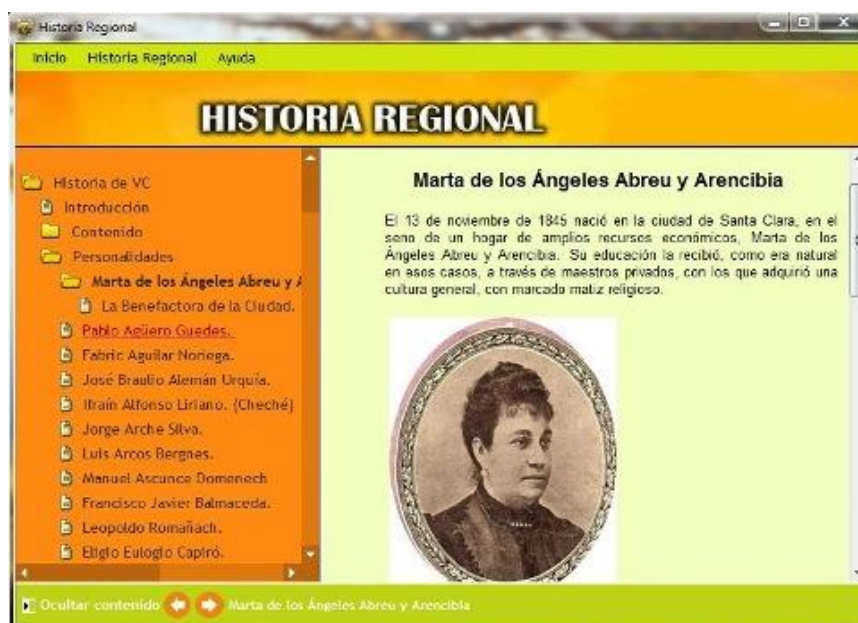 Historia Regional
Inicio Historia Regional Ayuda
HISTORIA REGIONAL
Historia de VC
Introducción
Contenido
Personalidades
Marta de los Ángeles Abreu y A
La Benefactora de la Ciudad.
Pablo Agüero Guedes.
Fabric Aguilar Noriega.
José Braulio Alemán Urquía.
Ifraín Alfonso Liriano. (Cheché)
Jorge Arche Silva.
Luis Arcos Bergnes.
Manuel Ascunce Domenech
Francisco Javier Balmaceda.
Leopoldo Romañach.
Eligio Eulogio Capiró.
Marta de los Ángeles Abreu y Arencibia
El 13 de noviembre de 1845 nació en la ciudad de Santa Clara, en el
seno de un hogar de amplios recursos económicos, Marta de los
Ángeles Abreu y Arencibia. Su educación la recibió, como era natural
en esos casos, a través de maestros privados, con los que adquirió una
cultura general, con marcado matiz religioso.
Ocultar contenido Marta de los Ángeles Abreu y Arencibia